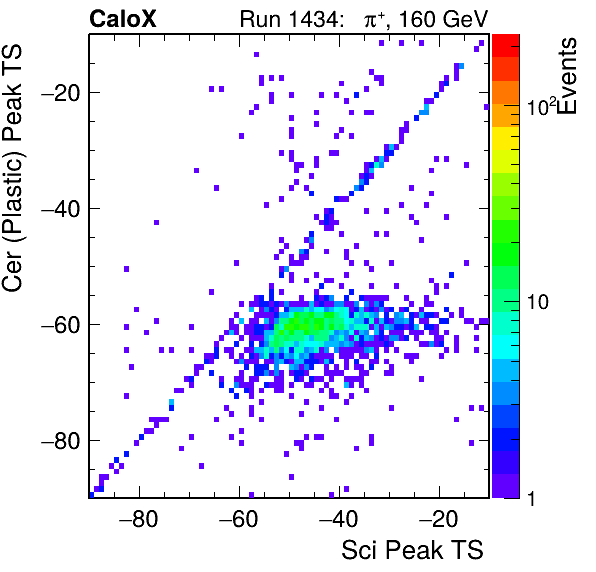 CaloX Run 1434: π⁺, 160 GeV
Cer (Plastic) Peak TS
Events
−20
−40
−60
−80
10²
10
1
−80 −60 −40 −20
Sci Peak TS